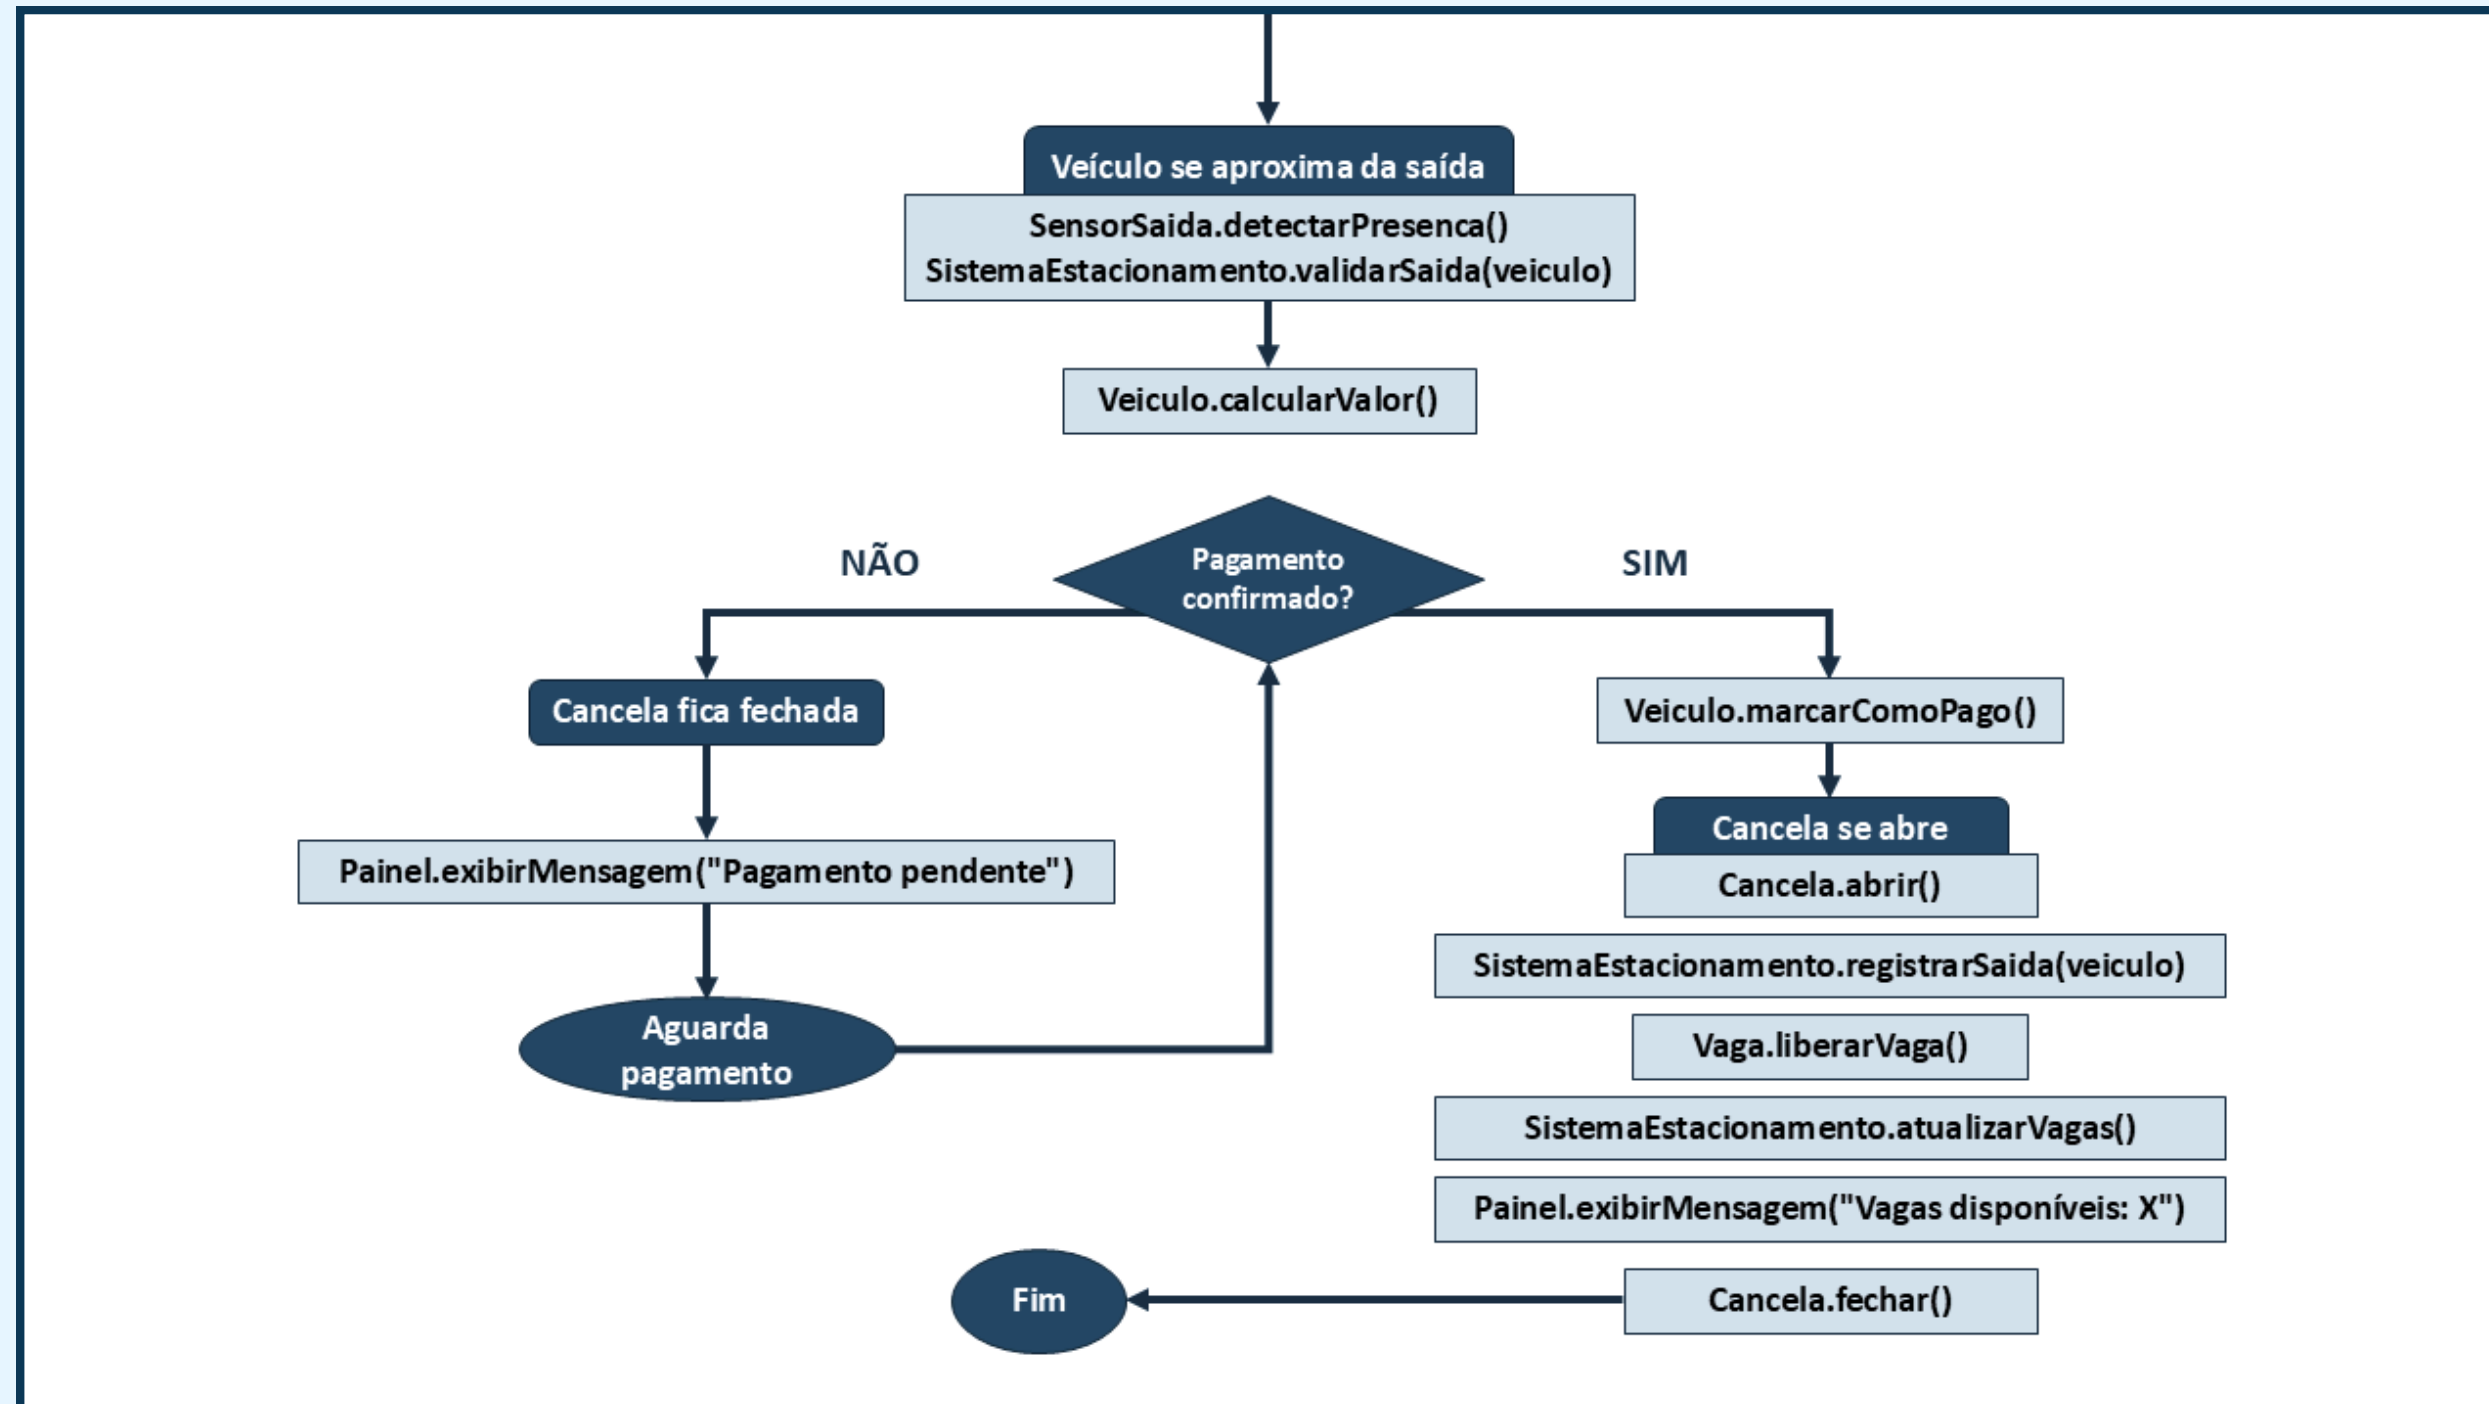 Veículo se aproxima da saída
SensorSaida.detectarPresenca()
SistemaEstacionamento.validarSaida(veiculo)
Veiculo.calcularValor()
NÃO
Pagamento
confirmado?
SIM
Cancela fica fechada
Painel.exibirMensagem("Pagamento pendente")
Aguarda
pagamento
Veiculo.marcarComoPago()
Cancela se abre
Cancela.abrir()
SistemaEstacionamento.registrarSaida(veiculo)
Vaga.liberarVaga()
SistemaEstacionamento.atualizarVagas()
Painel.exibirMensagem("Vagas disponíveis: X")
Cancela.fechar()
Fim